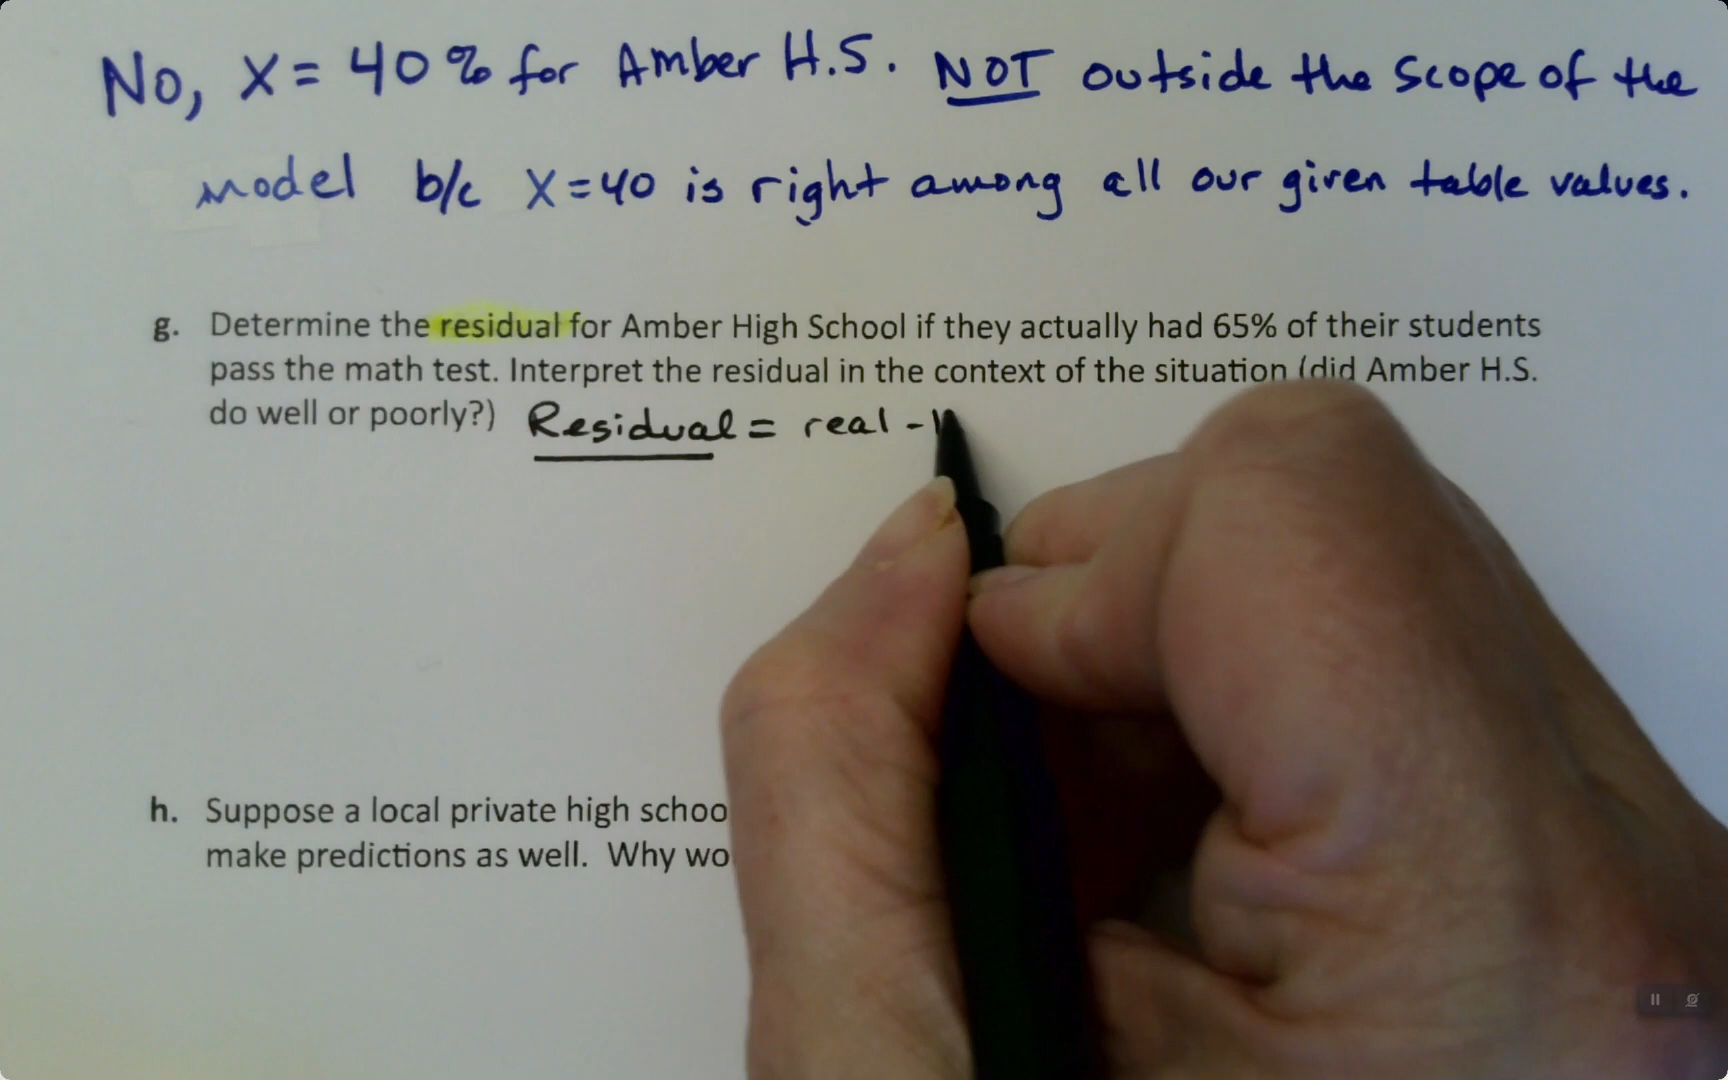 No, X = 40% for Amber H.S. NOT outside the scope of the
model b/c X=40 is right among all our given table values.
g. Determine the residual for Amber High School if they actually had 65% of their students
pass the math test. Interpret the residual in the context of the situation (did Amber H.S.
do well or poorly?) Residual = real -
h. Suppose a local private high schoo
make predictions as well. Why wo